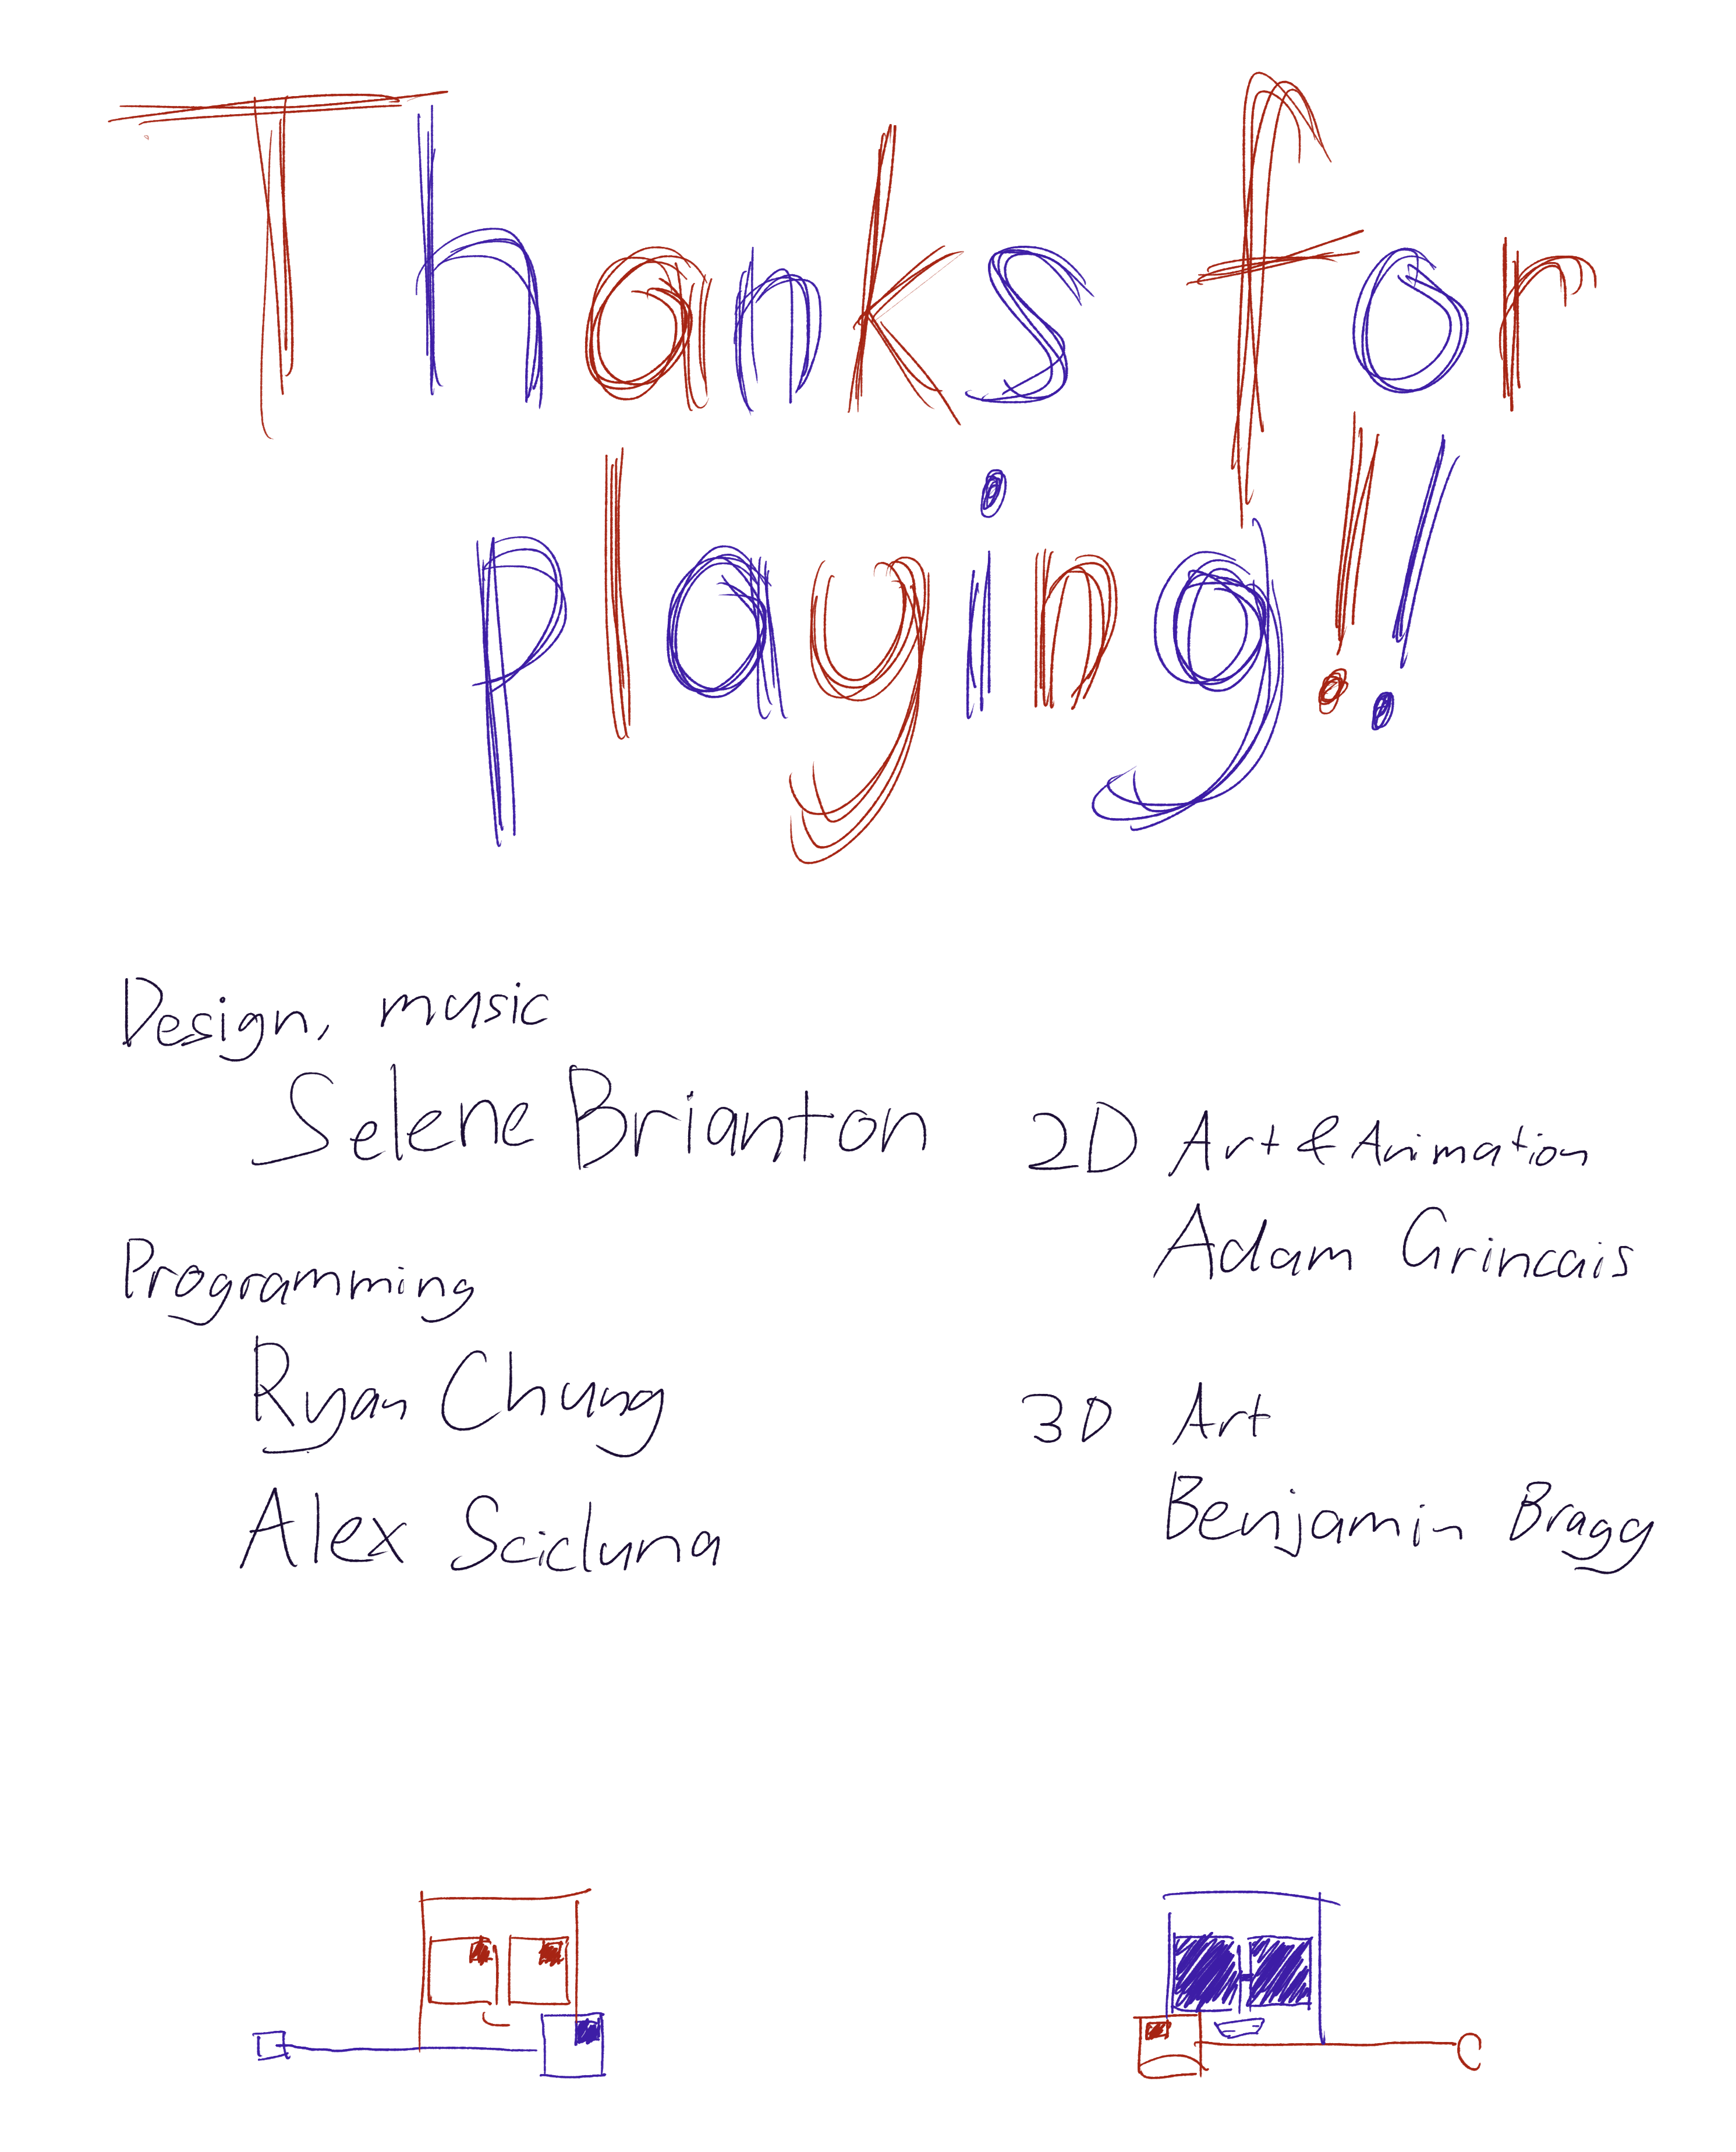 Thanks for
playing!!
Design, music
Selene Brianton
Programming
Ryan Chung
Alex Scicluna
2D Art & Animation
Adam Grincais
3D Art
Benjamin Bragg